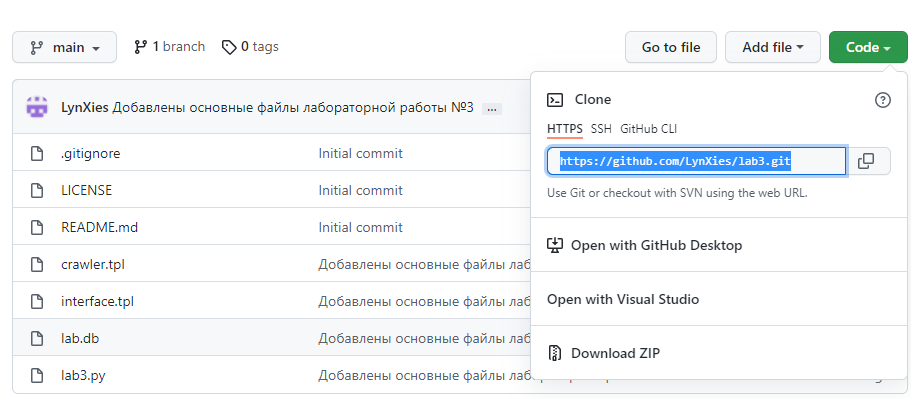 main 1 branch 0 tags Go to file Add file Code
LynXies Добавлены основные файлы лабораторной работы №3 ...
Clone
HTTPS SSH GitHub CLI
https://github.com/LynXies/lab3.git
Use Git or checkout with SVN using the web URL.
Open with GitHub Desktop
Open with Visual Studio
Download ZIP
.gitignore Initial commit
LICENSE Initial commit
README.md Initial commit
crawler.tpl Добавлены основные файлы лаб
interface.tpl Добавлены основные файлы лаб
lab.db Добавлены основные файлы лаб
lab3.py Добавлены основные файлы лаб